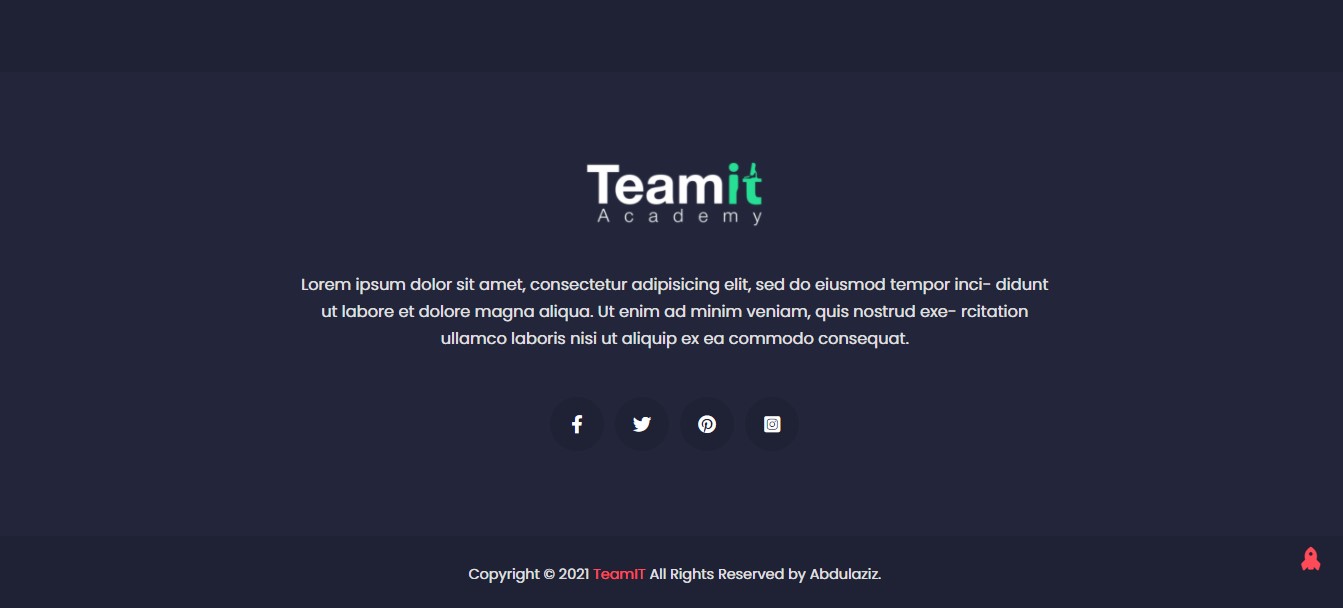 Teamit
Academy
Lorem ipsum dolor sit amet, consectetur adipisicing elit, sed do eiusmod tempor inci- didunt
ut labore et dolore magna aliqua. Ut enim ad minim veniam, quis nostrud exe- rcitation
ullamco laboris nisi ut aliquip ex ea commodo consequat.
Copyright © 2021 TeamIT All Rights Reserved by Abdulaziz.